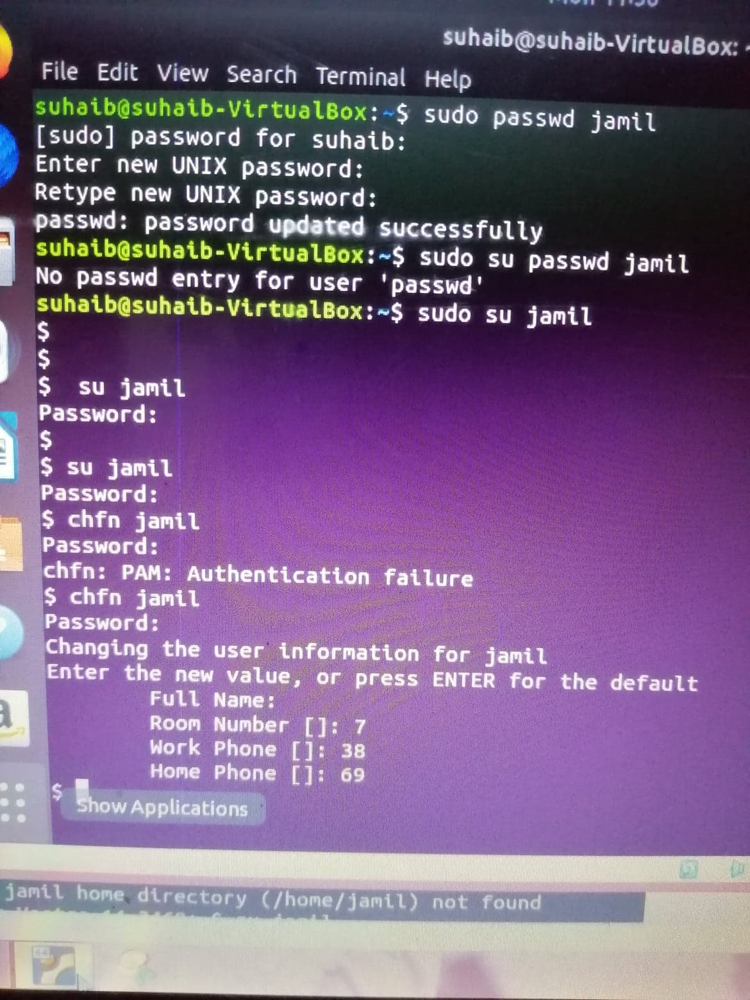 suhaib@suhaib-VirtualBox:
File Edit View Search Terminal Help
suhaib@suhaib-VirtualBox:~$ sudo passwd jamil
[sudo] password for suhaib:
Enter new UNIX password:
Retype new UNIX password:
passwd: password updated successfully
suhaib@suhaib-VirtualBox:~$ sudo su passwd jamil
No passwd entry for user 'passwd'
suhaib@suhaib-VirtualBox:~$ sudo su jamil
$
$
$  su jamil
Password:
$
$ su jamil
Password:
$ chfn jamil
Password:
chfn: PAM: Authentication failure
$ chfn jamil
Password:
Changing the user information for jamil
Enter the new value, or press ENTER for the default
Full Name:
Room Number []: 7
Work Phone []: 38
Home Phone []: 69
$
Show Applications
jamil home directory (/home/jamil) not found